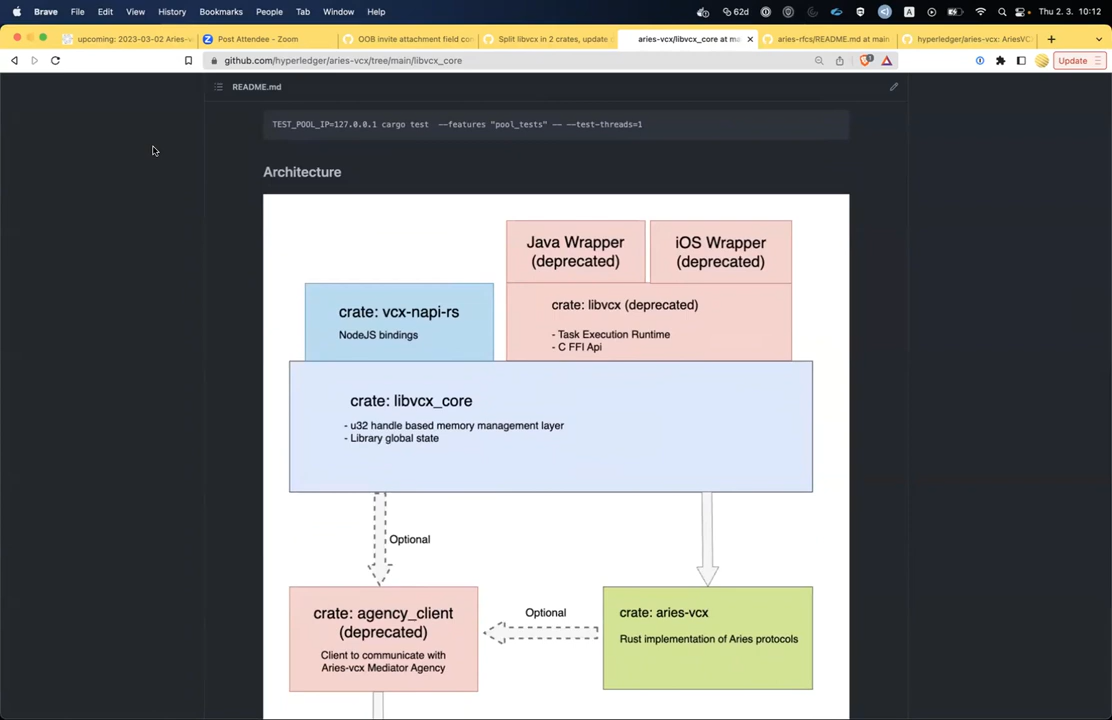 Brave File Edit View History Bookmarks People Tab Window Help 62d A Thu 2. 3. 10:12
upcoming: 2023-03-02 Aries-v
Post Attendee - Zoom
OOB invite attachment field con
Split libvcx in 2 crates, update
aries-vcx/libvcx_core at ma
aries-rfcs/README.md at main
hyperledger/aries-vcx: AriesVC
github.com/hyperledger/aries-vcx/tree/main/libvcx_core
1
Update
README.md
TEST_POOL_IP=127.0.0.1 cargo test --features "pool_tests" -- --test-threads=1
Architecture
Java Wrapper
(deprecated)
iOS Wrapper
(deprecated)
crate: vcx-napi-rs
NodeJS bindings
crate: libvcx (deprecated)
- Task Execution Runtime
- C FFI Api
crate: libvcx_core
- u32 handle based memory management layer
- Library global state
Optional
crate: agency_client
(deprecated)
Client to communicate with
Aries-vcx Mediator Agency
Optional
crate: aries-vcx
Rust implementation of Aries protocols